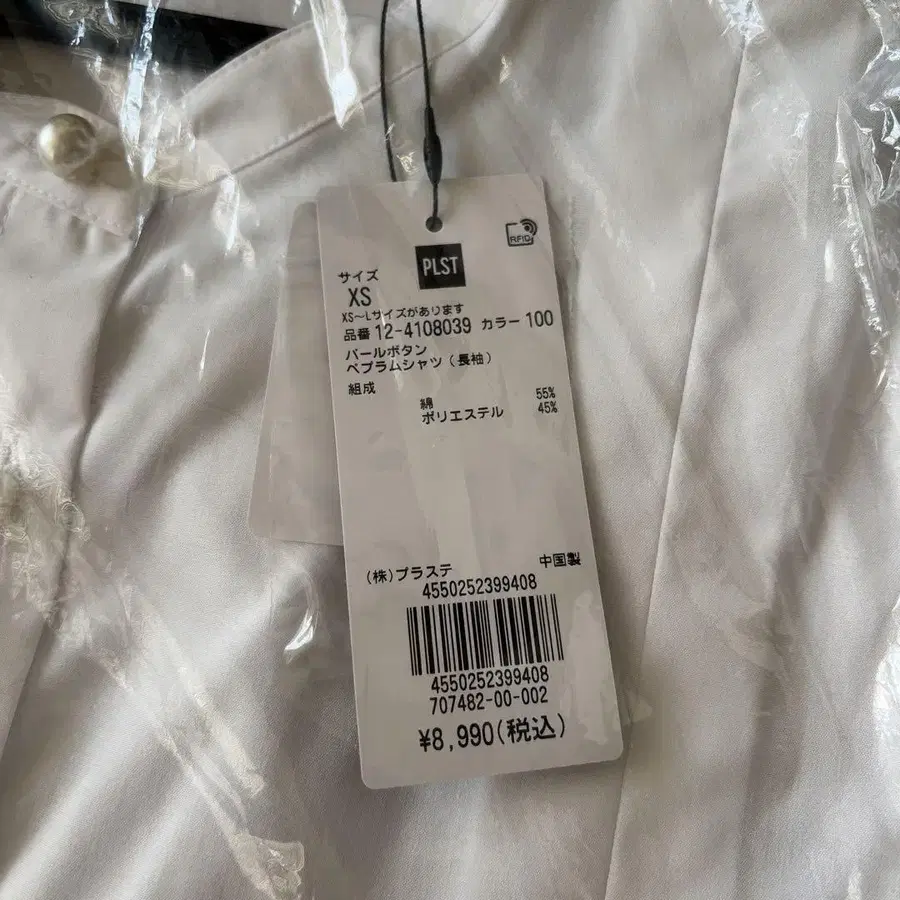 RFID
PLST
サイズ
XS
XS～Lサイズがあります
品番 12-4108039 カラー 100
パールボタン
ペプラムシャツ（長袖）
組成
綿 55%
ポリエステル 45%
(株)プラステ 中国製
4550252399408
4550252399408
707482-00-002
¥8,990(税込)